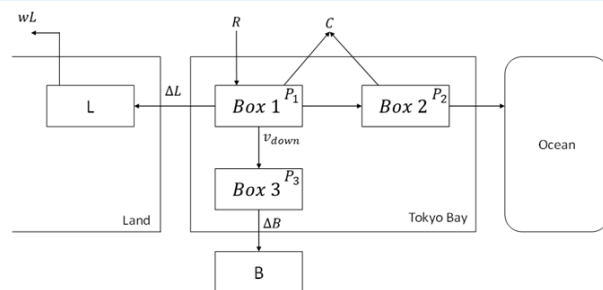 wL
R
C
L
ΔL
Box 1
P₁
Box 2
P₂
v_down
Ocean
Box 3
P₃
Land
ΔB
Tokyo Bay
B